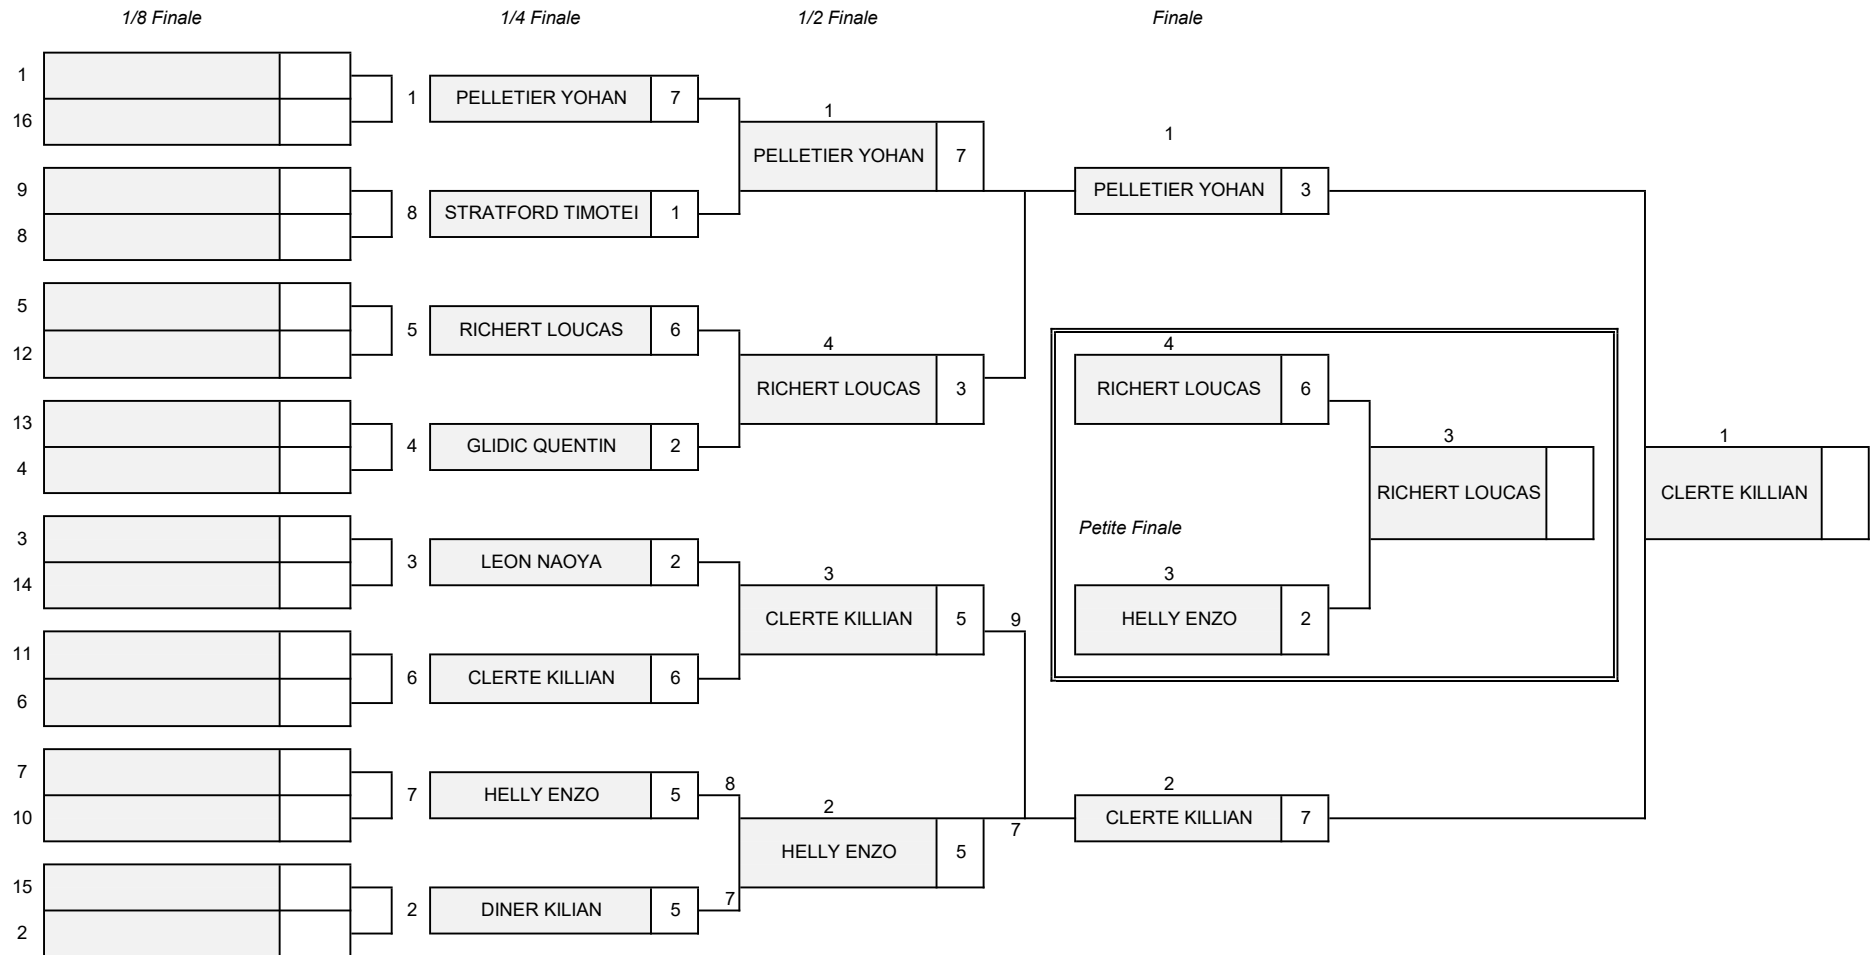 1/8 Finale 1/4 Finale 1/2 Finale Finale
1
16
9
8
5
12
13
4
3
14
11
6
7
10
15
2
1 PELLETIER YOHAN 7
8 STRATFORD TIMOTEI 1
5 RICHERT LOUCAS 6
4 GLIDIC QUENTIN 2
3 LEON NAOYA 2
6 CLERTE KILLIAN 6
7 HELLY ENZO 5 8
2 DINER KILIAN 5 7
1
PELLETIER YOHAN 7
4
RICHERT LOUCAS 3
3
CLERTE KILLIAN 5 9
2
HELLY ENZO 5 7
1
PELLETIER YOHAN 3
4
RICHERT LOUCAS 6
Petite Finale
3
HELLY ENZO 2
3
RICHERT LOUCAS
2
CLERTE KILLIAN 7
1
CLERTE KILLIAN